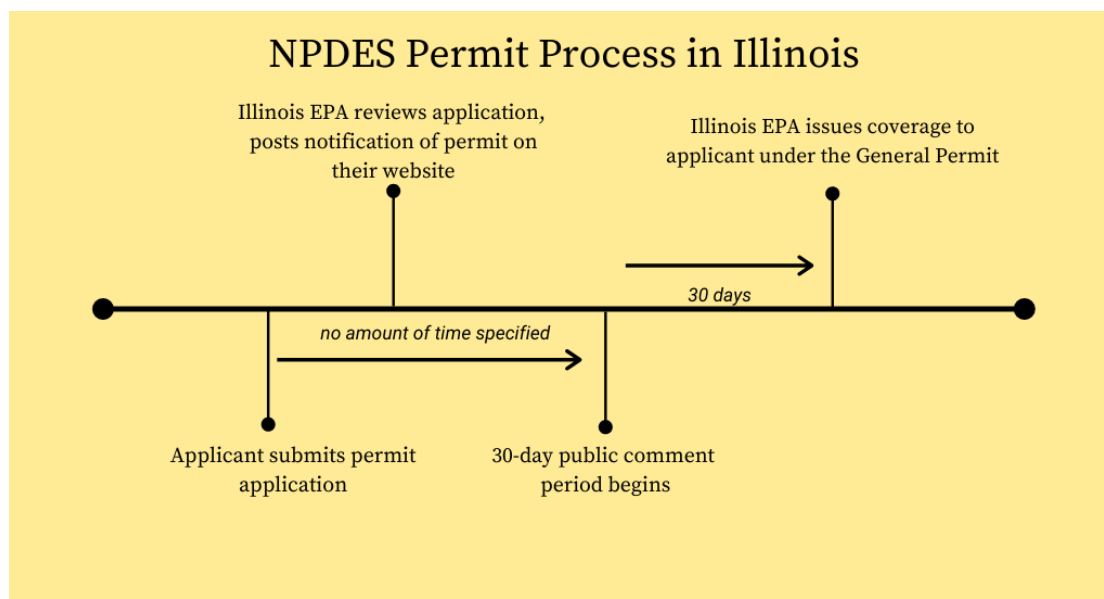 NPDES Permit Process in Illinois
Illinois EPA reviews application,
posts notification of permit on
their website
Illinois EPA issues coverage to
applicant under the General Permit
30 days
no amount of time specified
Applicant submits permit
application
30-day public comment
period begins